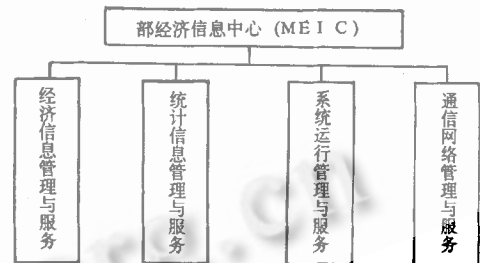 部经济信息中心 (MEIC)
经济信息管理与服务
统计信息管理与服务
系统运行管理与服务
通信网络管理与服务